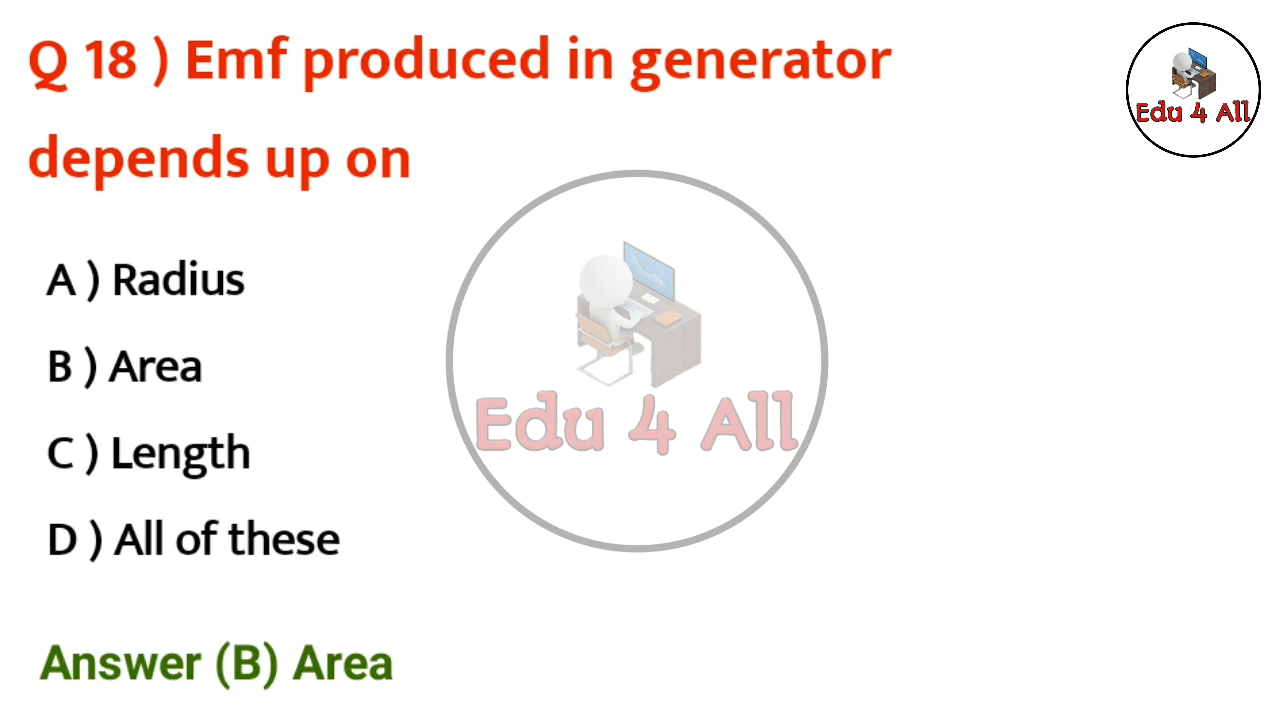 Q 18 ) Emf produced in generator
depends up on
Edu 4 All
A ) Radius
B ) Area
C ) Length
D ) All of these
Edu 4 All
Answer (B) Area